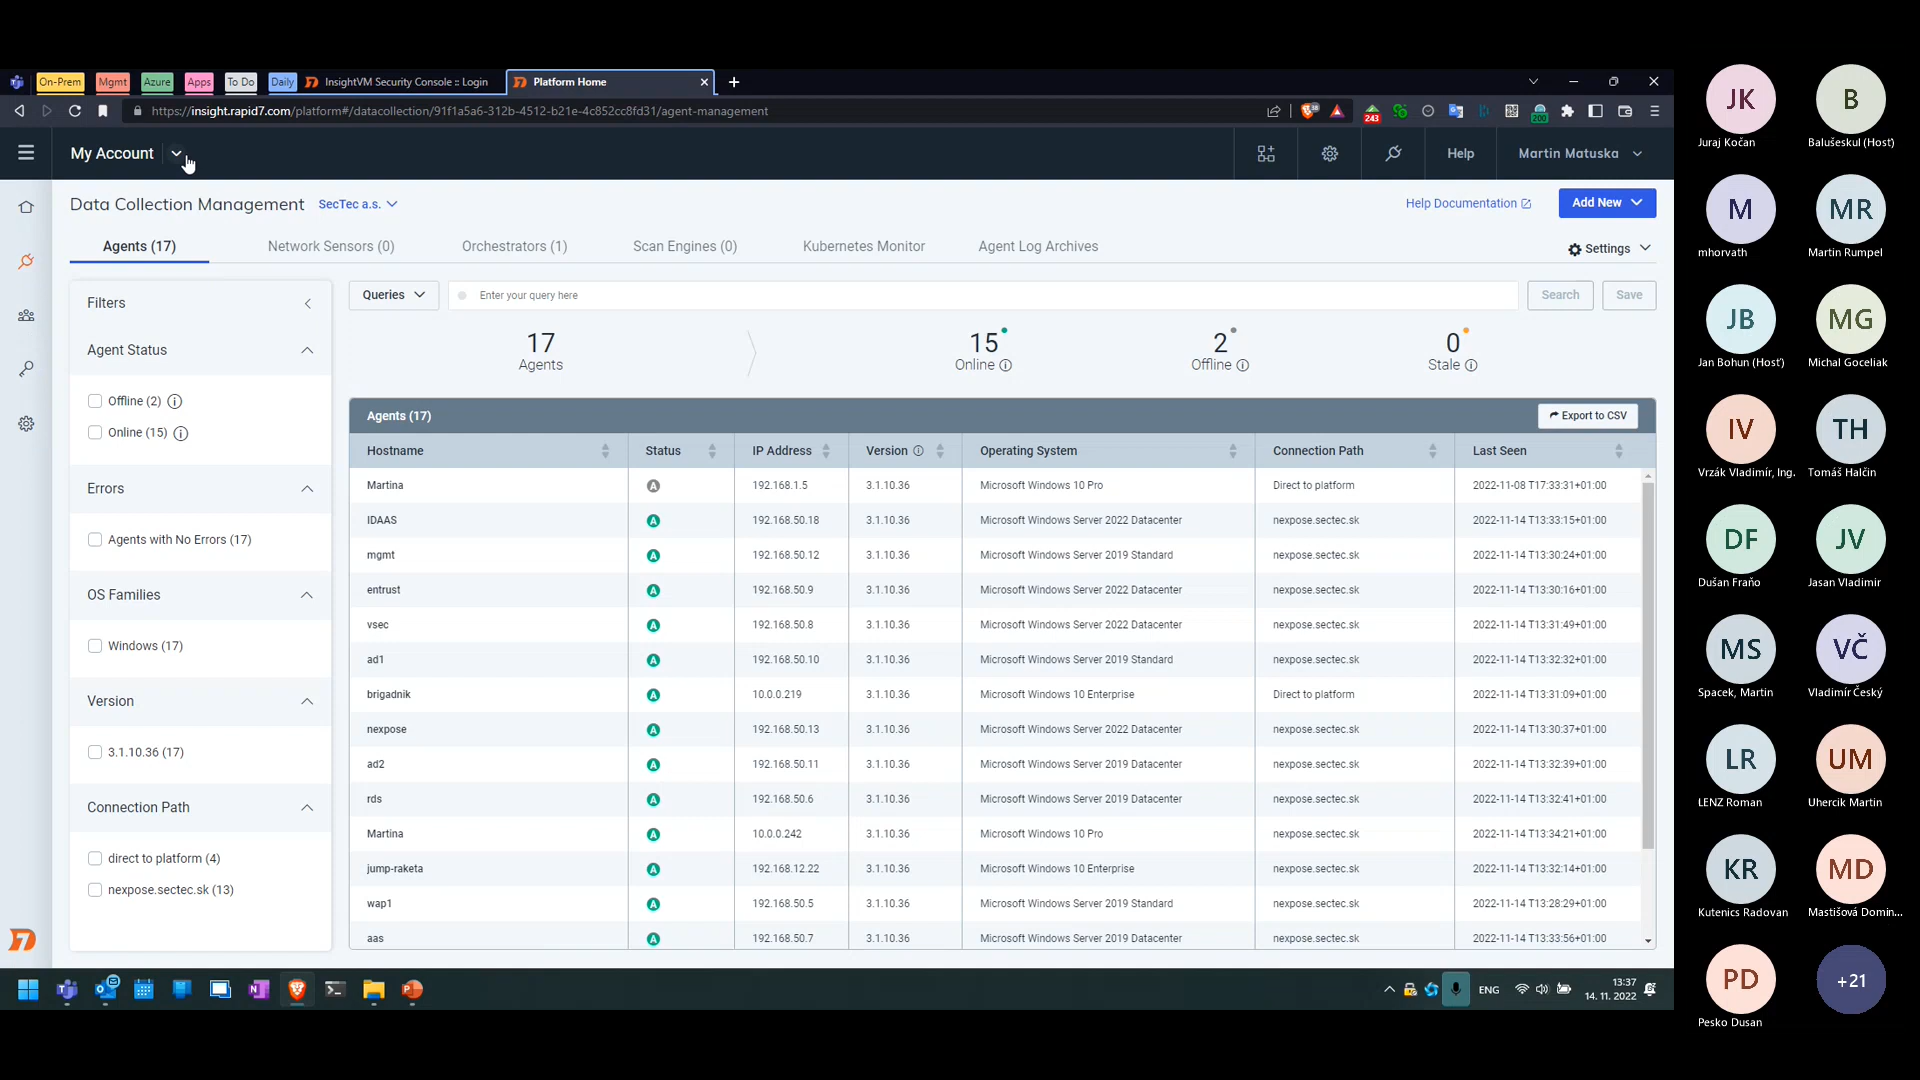 On-Prem
Mgmt
Azure
Apps
To Do
Daily
InsightVM Security Console :: Login
Platform Home
https://insight.rapid7.com/platform#/datacollection/91f1a5a6-312b-4512-b21e-4c852cc8fd31/agent-management
243
200
My Account
Help
Martin Matuska
Data Collection Management
SecTec a.s.
Help Documentation
Add New
Agents (17)
Network Sensors (0)
Orchestrators (1)
Scan Engines (0)
Kubernetes Monitor
Agent Log Archives
Settings
Filters
Agent Status
Offline (2)
Online (15)
Errors
Agents with No Errors (17)
OS Families
Windows (17)
Version
3.1.10.36 (17)
Connection Path
direct to platform (4)
nexpose.sectec.sk (13)
Queries
Enter your query here
Search
Save
17
Agents
15
Online
2
Offline
0
Stale
Agents (17)
Export to CSV
Hostname Status IP Address Version Operating System Connection Path Last Seen
Martina A 192.168.1.5 3.1.10.36 Microsoft Windows 10 Pro Direct to platform 2022-11-08 T17:33:31+01:00
IDAAS A 192.168.50.18 3.1.10.36 Microsoft Windows Server 2022 Datacenter nexpose.sectec.sk 2022-11-14 T13:33:15+01:00
mgmt A 192.168.50.12 3.1.10.36 Microsoft Windows Server 2019 Standard nexpose.sectec.sk 2022-11-14 T13:30:24+01:00
entrust A 192.168.50.9 3.1.10.36 Microsoft Windows Server 2022 Datacenter nexpose.sectec.sk 2022-11-14 T13:30:16+01:00
vsec A 192.168.50.8 3.1.10.36 Microsoft Windows Server 2022 Datacenter nexpose.sectec.sk 2022-11-14 T13:31:49+01:00
ad1 A 192.168.50.10 3.1.10.36 Microsoft Windows Server 2019 Standard nexpose.sectec.sk 2022-11-14 T13:32:32+01:00
brigadnik A 10.0.0.219 3.1.10.36 Microsoft Windows 10 Enterprise Direct to platform 2022-11-14 T13:31:09+01:00
nexpose A 192.168.50.13 3.1.10.36 Microsoft Windows Server 2022 Datacenter nexpose.sectec.sk 2022-11-14 T13:30:37+01:00
ad2 A 192.168.50.11 3.1.10.36 Microsoft Windows Server 2019 Datacenter nexpose.sectec.sk 2022-11-14 T13:32:39+01:00
rds A 192.168.50.6 3.1.10.36 Microsoft Windows Server 2019 Datacenter nexpose.sectec.sk 2022-11-14 T13:32:41+01:00
Martina A 10.0.0.242 3.1.10.36 Microsoft Windows 10 Pro nexpose.sectec.sk 2022-11-14 T13:34:21+01:00
jump-raketa A 192.168.12.22 3.1.10.36 Microsoft Windows 10 Enterprise nexpose.sectec.sk 2022-11-14 T13:32:14+01:00
wap1 A 192.168.50.5 3.1.10.36 Microsoft Windows Server 2019 Standard nexpose.sectec.sk 2022-11-14 T13:28:29+01:00
aas A 192.168.50.7 3.1.10.36 Microsoft Windows Server 2019 Datacenter nexpose.sectec.sk 2022-11-14 T13:33:56+01:00
ENG
13:37
14. 11. 2022
JK
Juraj Kočan
B
Balušeskul (Hosť)
M
mhorvath
MR
Martin Rumpel
JB
Jan Bohun (Hosť)
MG
Michal Goceliak
IV
Vrzák Vladimír, Ing.
TH
Tomáš Halčin
DF
Dušan Fraňo
JV
Jasan Vladimir
MS
Spacek, Martin
VČ
Vladimír Český
LR
LENZ Roman
UM
Uhercik Martin
KR
Kutenics Radovan
MD
Mastišová Domin...
PD
Pesko Dusan
+21